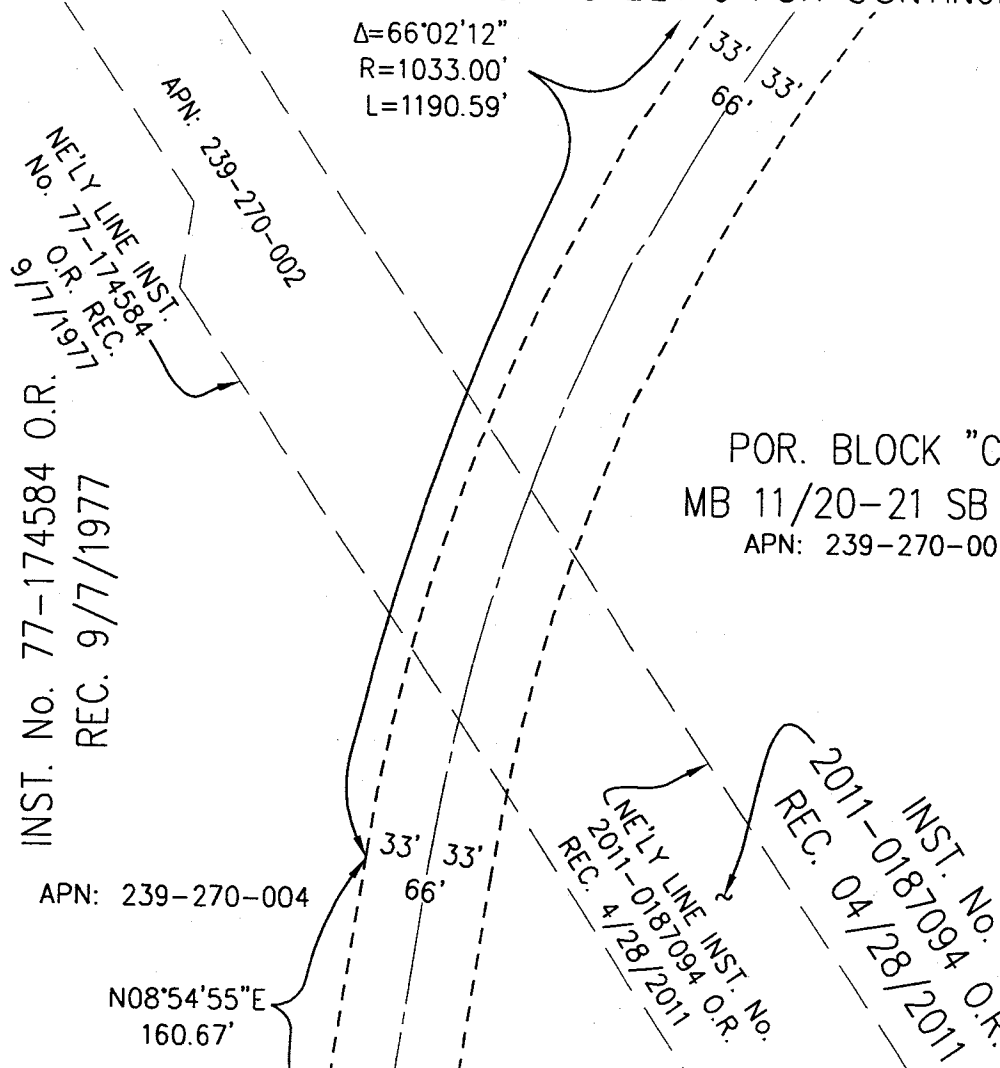 FOR CONTINU
Δ=66°02'12"
R=1033.00'
L=1190.59'
33' 33'
66'
APN: 239-270-002
NE'LY LINE INST.
No. 77-174584
O.R. REC.
9/7/1977
INST. No. 77-174584 O.R.
REC. 9/7/1977
POR. BLOCK "C
MB 11/20-21 SB
APN: 239-270-00
33' 33'
66'
APN: 239-270-004
N08°54'55"E
160.67'
NE'LY LINE INST. No.
2011-0187094 O.R.
REC. 4/28/2011
INST. No.
2011-0187094 O.R.
REC. 04/28/2011